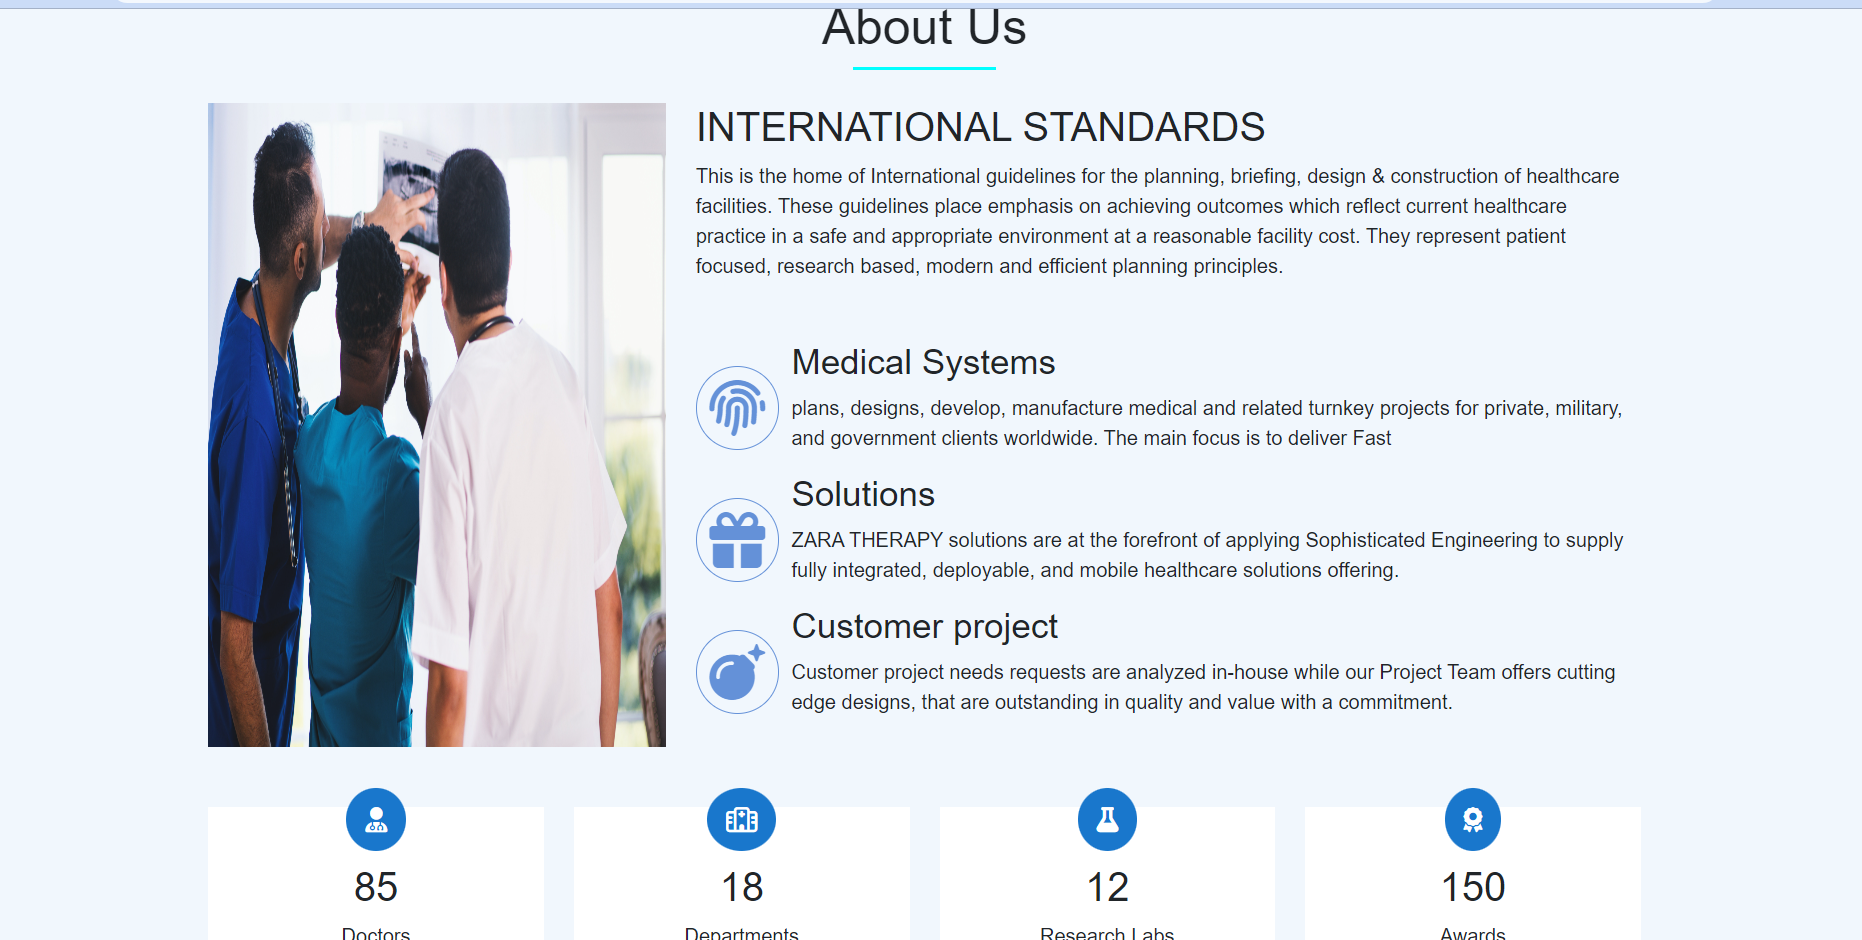 About Us
INTERNATIONAL STANDARDS
This is the home of International guidelines for the planning, briefing, design & construction of healthcare
facilities. These guidelines place emphasis on achieving outcomes which reflect current healthcare
practice in a safe and appropriate environment at a reasonable facility cost. They represent patient
focused, research based, modern and efficient planning principles.
Medical Systems
plans, designs, develop, manufacture medical and related turnkey projects for private, military,
and government clients worldwide. The main focus is to deliver Fast
Solutions
ZARA THERAPY solutions are at the forefront of applying Sophisticated Engineering to supply
fully integrated, deployable, and mobile healthcare solutions offering.
Customer project
Customer project needs requests are analyzed in-house while our Project Team offers cutting
edge designs, that are outstanding in quality and value with a commitment.
85
Doctors
18
Departments
12
Research Labs
150
Awards